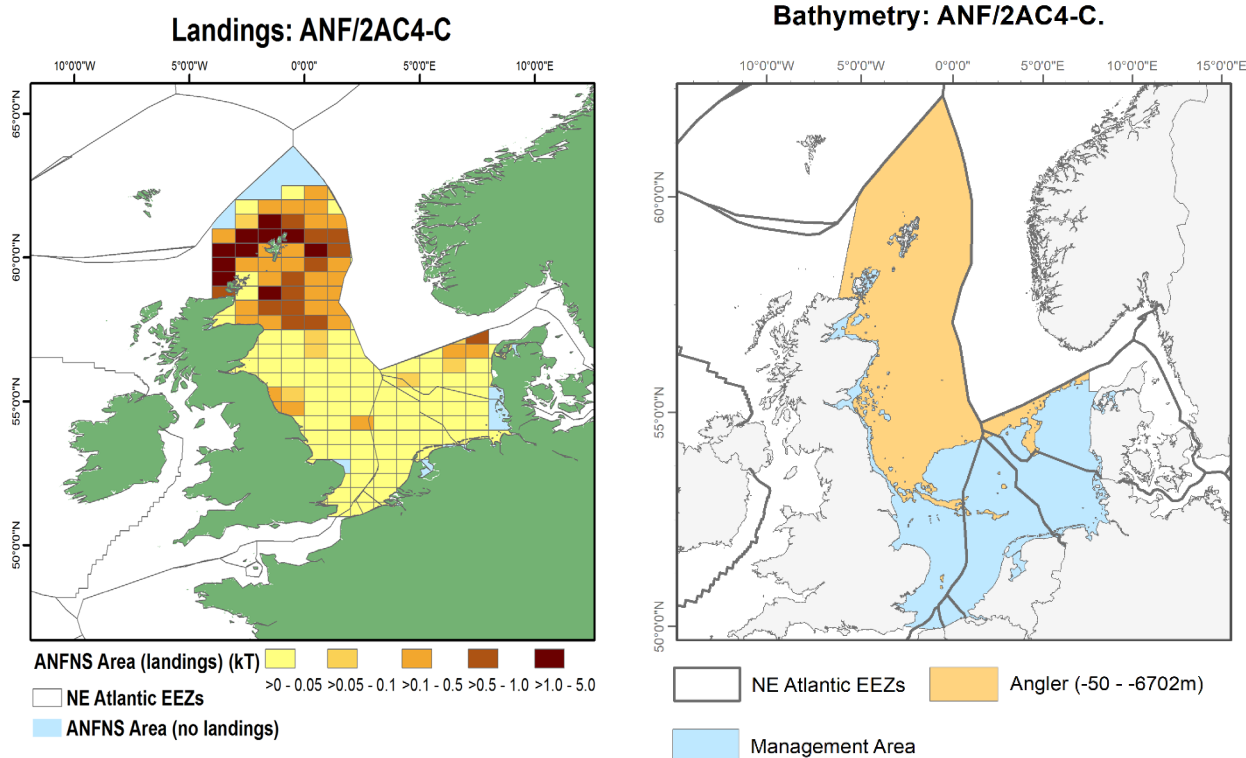 Landings: ANF/2AC4-C
10°0'0"W 5°0'0"W 0°0'0" 5°0'0"E 10°0'0"E
65°0'0"N
60°0'0"N
55°0'0"N
50°0'0"N
ANFNS Area (landings) (kT)
>0 - 0.05 >0.05 - 0.1 >0.1 - 0.5 >0.5 - 1.0 >1.0 - 5.0
NE Atlantic EEZs
ANFNS Area (no landings)
Bathymetry: ANF/2AC4-C.
10°0'0"W 5°0'0"W 0°0'0" 5°0'0"E 10°0'0"E 15°0'0"E
60°0'0"N
55°0'0"N
50°0'0"N
NE Atlantic EEZs
Angler (-50 - -6702m)
Management Area